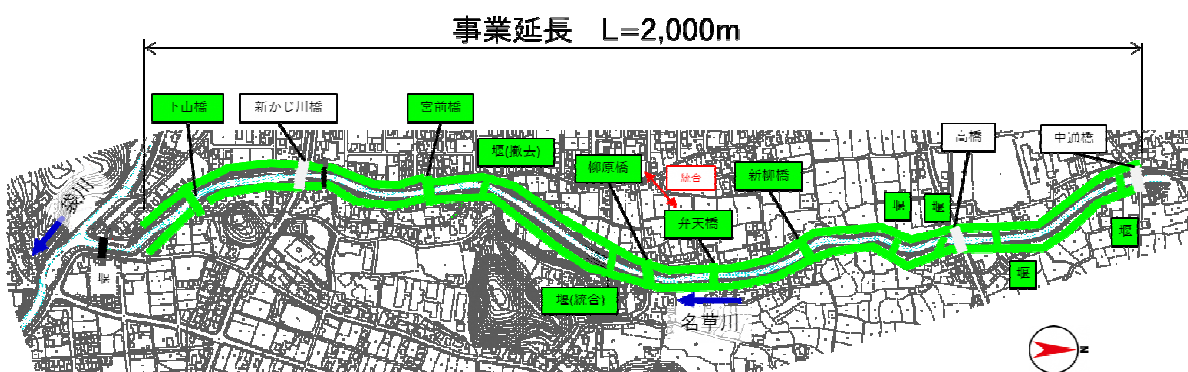 事業延長 L=2,000m
下山橋
新かじ川橋
宮前橋
堰(撤去)
柳原橋
統合
弁天橋
新柳橋
堰
堰
高橋
中通橋
堰
堰
堰(統合)
名草川
N